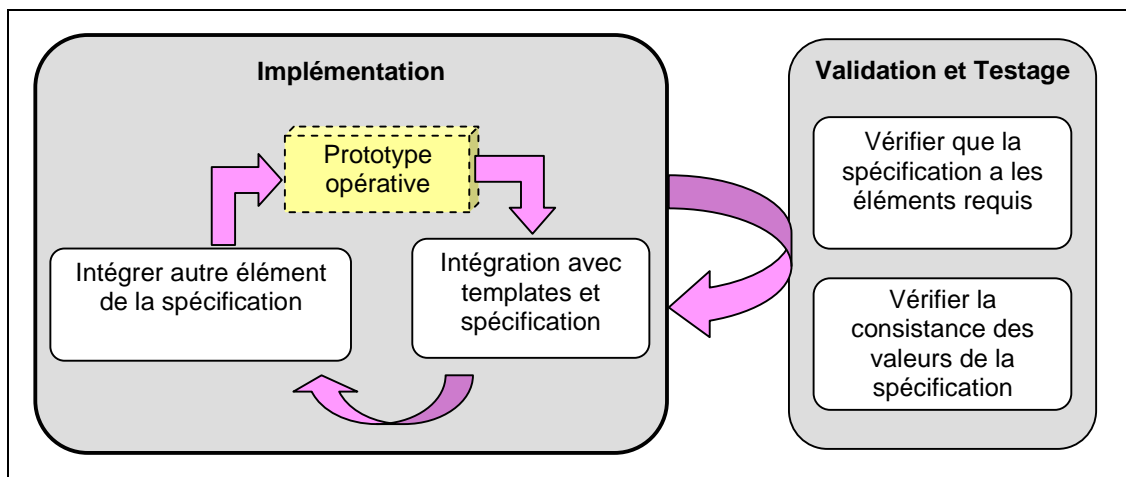 Implémentation
Prototype
opérative
Intégrer autre élément
de la spécification
Intégration avec
templates et
spécification
Validation et Testage
Vérifier que la
spécification a les
éléments requis
Vérifier la
consistance des
valeurs de la
spécification